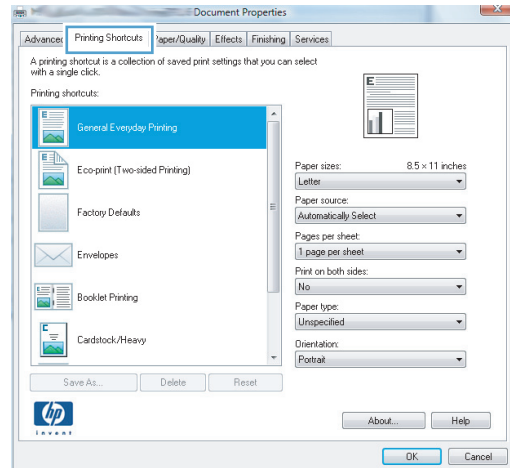 Document Properties
Advanced Printing Shortcuts Paper/Quality Effects Finishing Services
A printing shortcut is a collection of saved print settings that you can select
with a single click.
Printing shortcuts:
General Everyday Printing
Eco-print (Two-sided Printing)
Factory Defaults
Envelopes
Booklet Printing
Cardstock/Heavy
Save As... Delete Reset
E
Paper sizes: 8.5 × 11 inches
Letter
Paper source:
Automatically Select
Pages per sheet:
1 page per sheet
Print on both sides:
No
Paper type:
Unspecified
Orientation:
Portrait
hp
invent
About... Help
OK Cancel